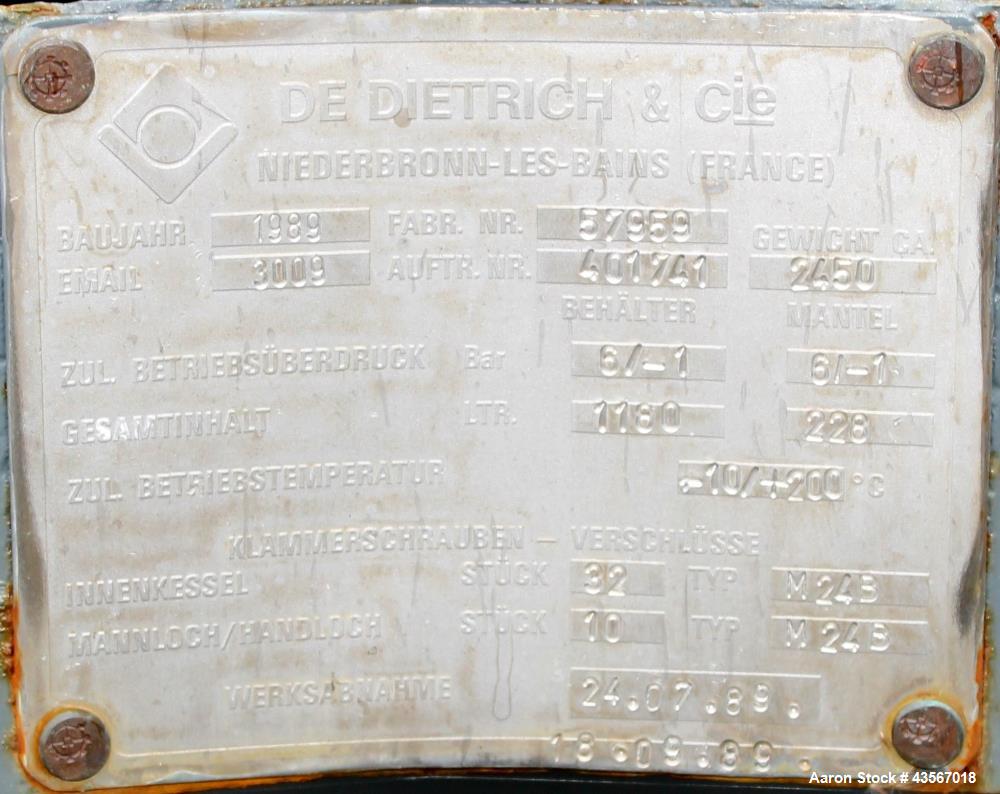 DE DIETRICH & Cie
NIEDERBRONN-LES-BAINS (FRANCE)
BAUJAHR 1989 FABR. NR. 57959 GEWICHT CA.
EMAIL 3009 AUFTR. NR. 401741 2450
BEHÄLTER MANTEL
ZUL. BETRIEBSÜBERDRUCK Bar 6/-1 6/-1
GESAMTINHALT LTR. 1180 228
ZUL. BETRIEBSTEMPERATUR -10/+200 °C
KLAMMERSCHRAUBEN - VERSCHLÜSSE
INNENKESSEL STÜCK 32 TYP M24B
MANNLOCH/HANDLOCH STÜCK 10 TYP M24B
WERKSABNAHME 24.07.89.
18.09.89.
Aaron Stock # 43567018